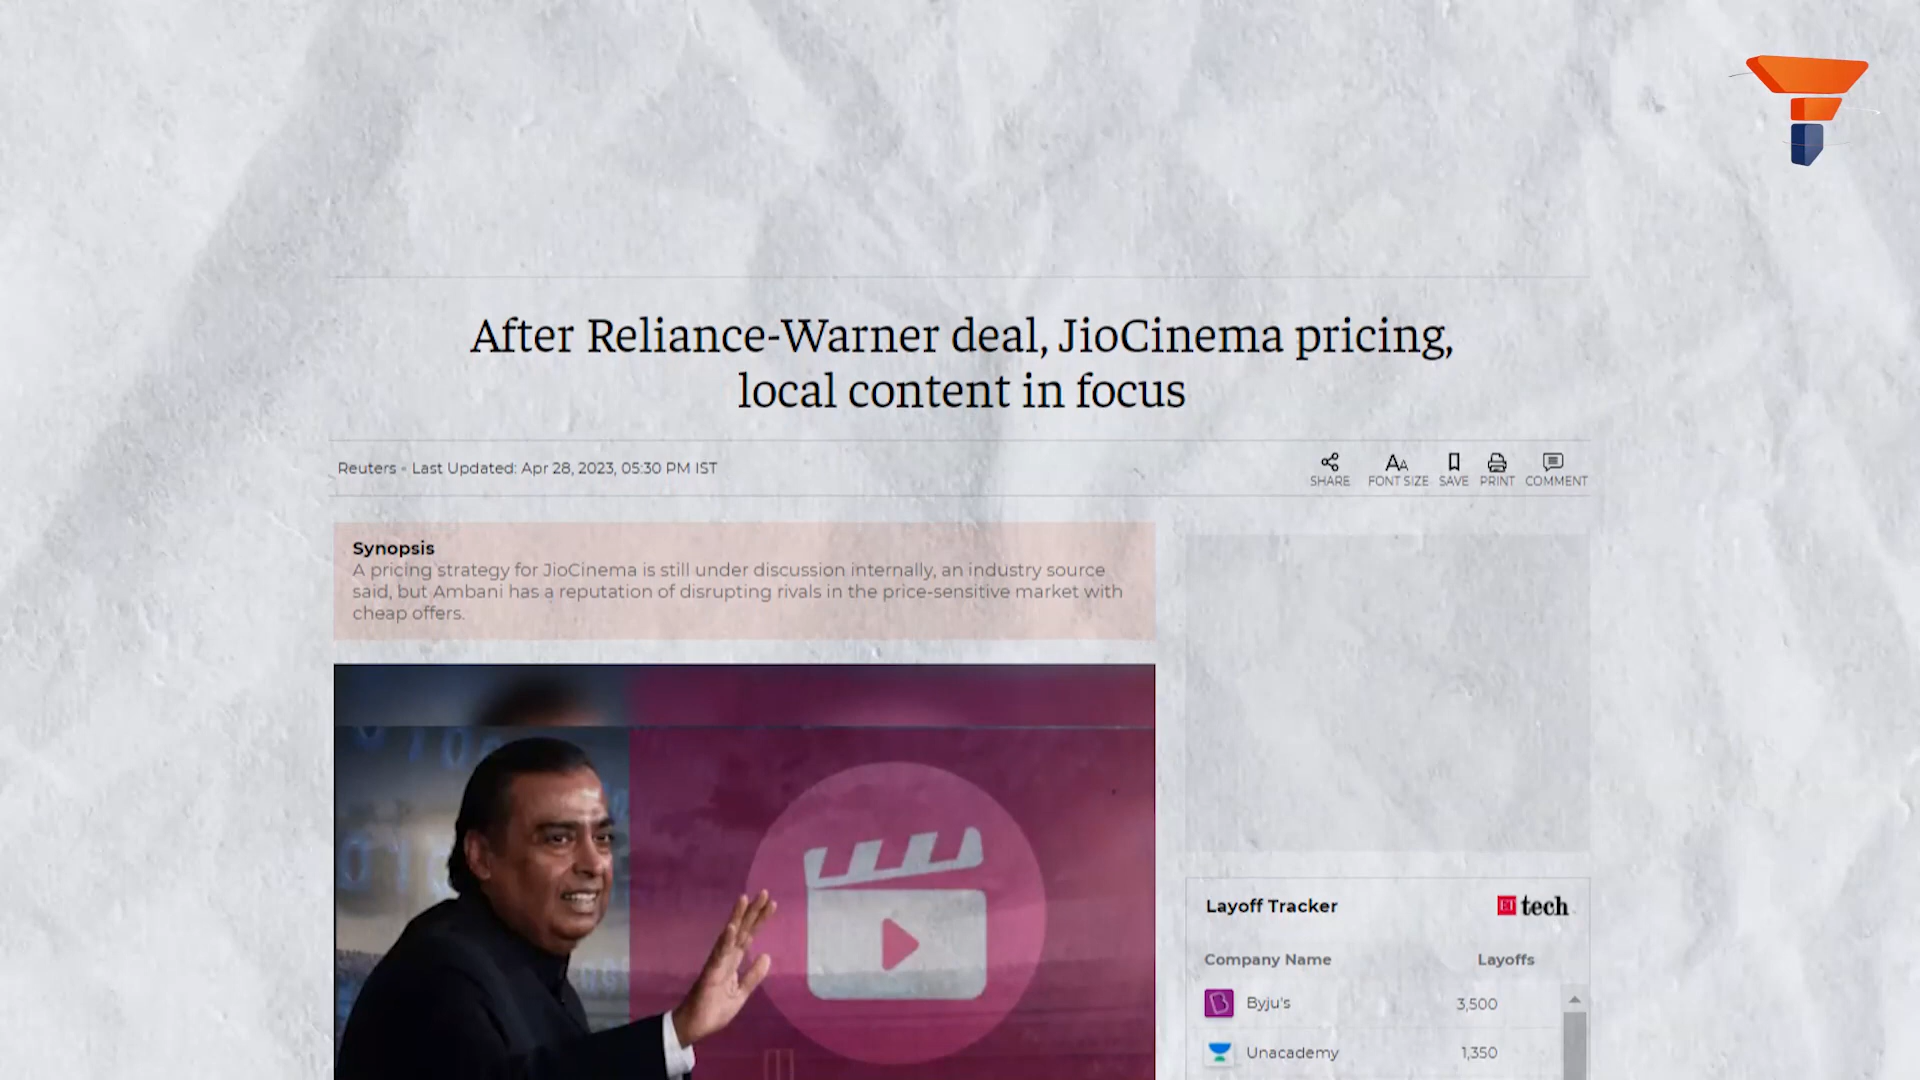 After Reliance-Warner deal, JioCinema pricing,
local content in focus
Reuters • Last Updated: Apr 28, 2023, 05:30 PM IST
SHARE
FONT SIZE
SAVE
PRINT
COMMENT
Synopsis
A pricing strategy for JioCinema is still under discussion internally, an industry source
said, but Ambani has a reputation of disrupting rivals in the price-sensitive market with
cheap offers.
Layoff Tracker
ET tech
Company Name Layoffs
Byju's 3,500
Unacademy 1,350